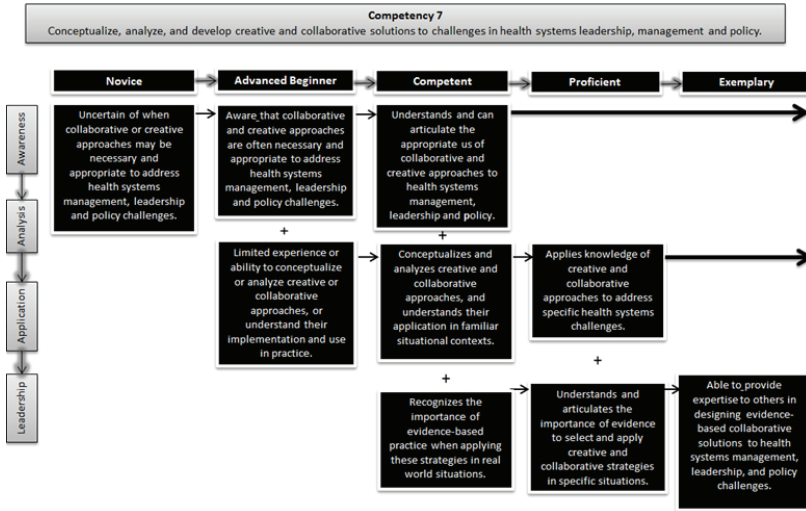 Competency 7
Conceptualize, analyze, and develop creative and collaborative solutions to challenges in health systems leadership, management and policy.
Novice
Advanced Beginner
Competent
Proficient
Exemplary
Awareness
Analysis
Application
Leadership
Uncertain of when
collaborative or creative
approaches may be
necessary and
appropriate to address
health systems
management, leadership
and policy challenges.
Aware that collaborative
and creative approaches
are often necessary and
appropriate to address
health systems
management, leadership
and policy challenges.
Understands and can
articulate the
appropriate us of
collaborative and
creative approaches to
health systems
management,
leadership and policy.
+
+
Limited experience or
ability to conceptualize
or analyze creative or
collaborative
approaches, or
understand their
implementation and use
in practice.
Conceptualizes and
analyzes creative and
collaborative
approaches, and
understands their
application in familiar
situational contexts.
Applies knowledge of
creative and
collaborative
approaches to address
specific health systems
challenges.
+
+
Recognizes the
importance of
evidence-based
practice when applying
these strategies in real
world situations.
Understands and
articulates the
importance of evidence
to select and apply
creative and
collaborative strategies
in specific situations.
Able to provide
expertise to others in
designing evidence-
based collaborative
solutions to health
systems management,
leadership, and policy
challenges.